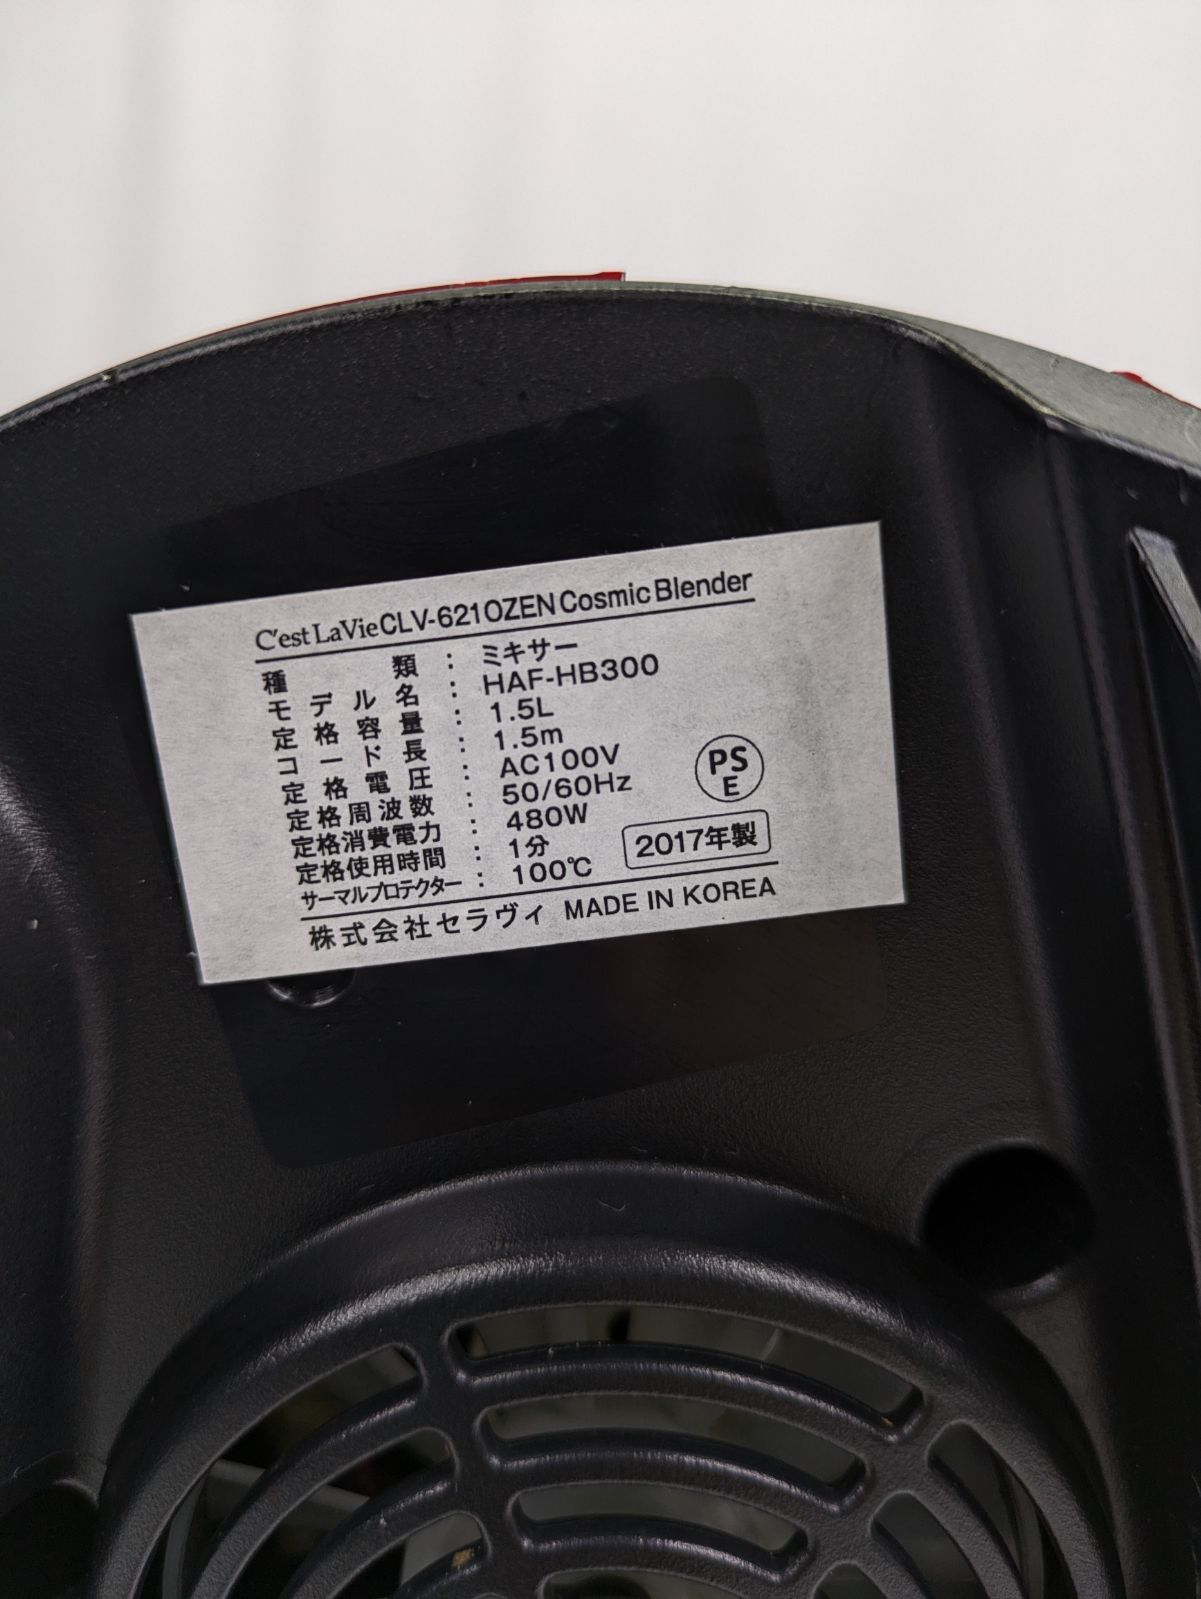 C'est LaVie CLV-621 OZEN Cosmic Blender
種類 : ミキサー
モデル名 : HAF-HB300
定格容量 : 1.5L
コード長 : 1.5m
定格電圧 : AC100V
定格周波数 : 50/60Hz
定格消費電力 : 480W
定格使用時間 : 1分
サーマルプロテクター : 100℃
PS
E
2017年製
株式会社セラヴィ MADE IN KOREA